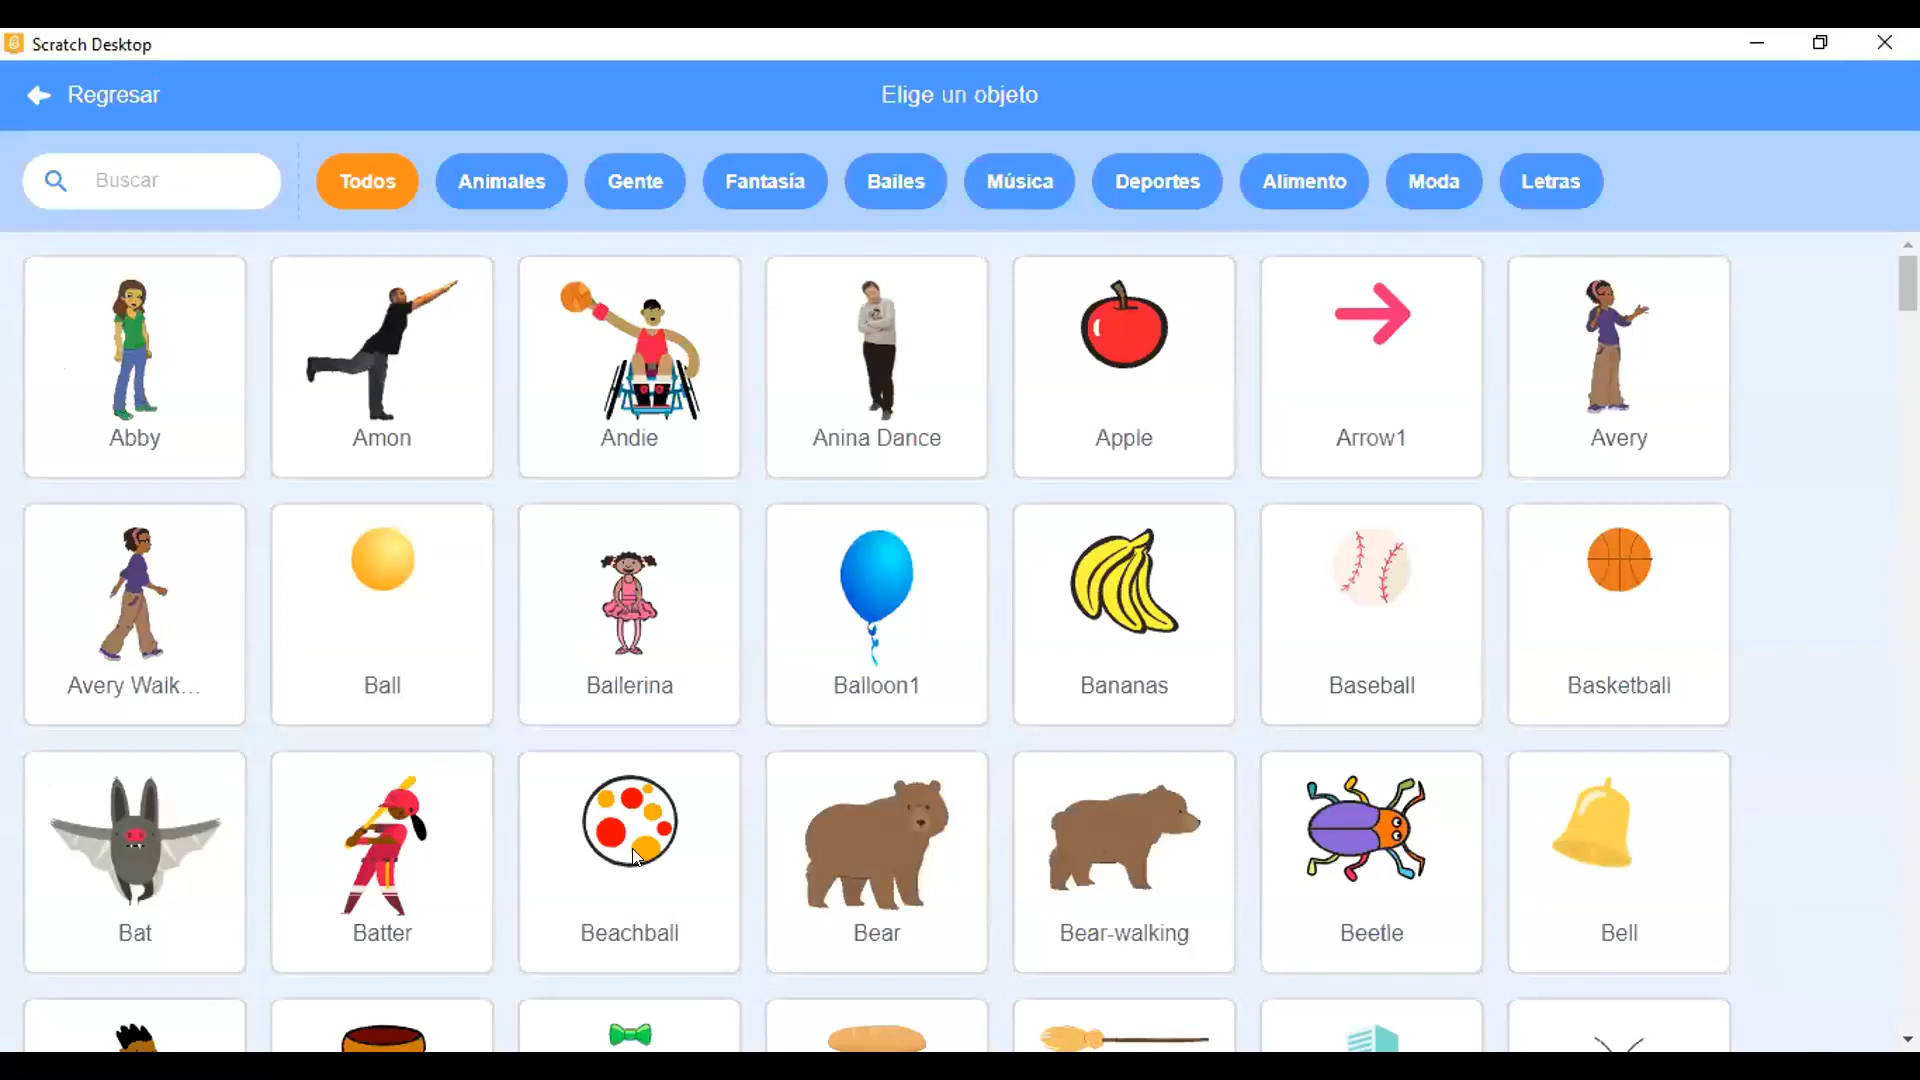 Scratch Desktop
Regresar
Elige un objeto
Buscar
Todos
Animales
Gente
Fantasía
Bailes
Música
Deportes
Alimento
Moda
Letras
Abby
Amon
Andie
Anina Dance
Apple
Arrow1
Avery
Avery Walk...
Ball
Ballerina
Balloon1
Bananas
Baseball
Basketball
Bat
Batter
Beachball
Bear
Bear-walking
Beetle
Bell